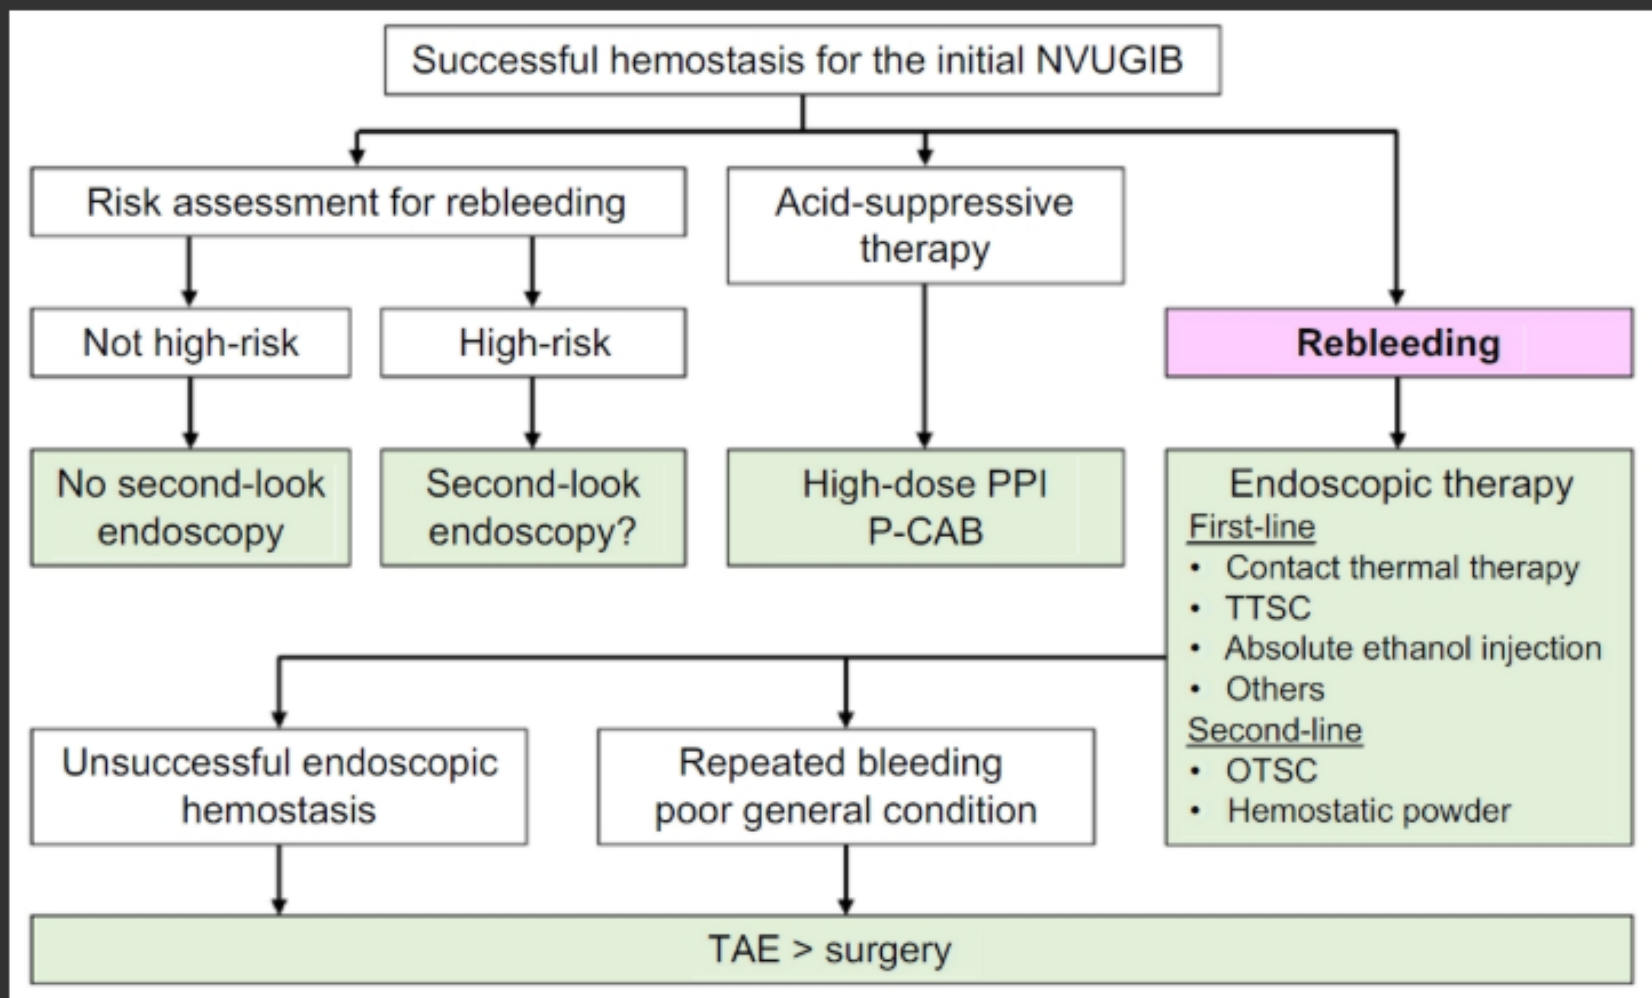 Successful hemostasis for the initial NVUGIB
Risk assessment for rebleeding
Acid-suppressive
therapy
Not high-risk
High-risk
Rebleeding
No second-look
endoscopy
Second-look
endoscopy?
High-dose PPI
P-CAB
Endoscopic therapy
First-line
• Contact thermal therapy
• TTSC
• Absolute ethanol injection
• Others
Second-line
• OTSC
• Hemostatic powder
Unsuccessful endoscopic
hemostasis
Repeated bleeding
poor general condition
TAE > surgery